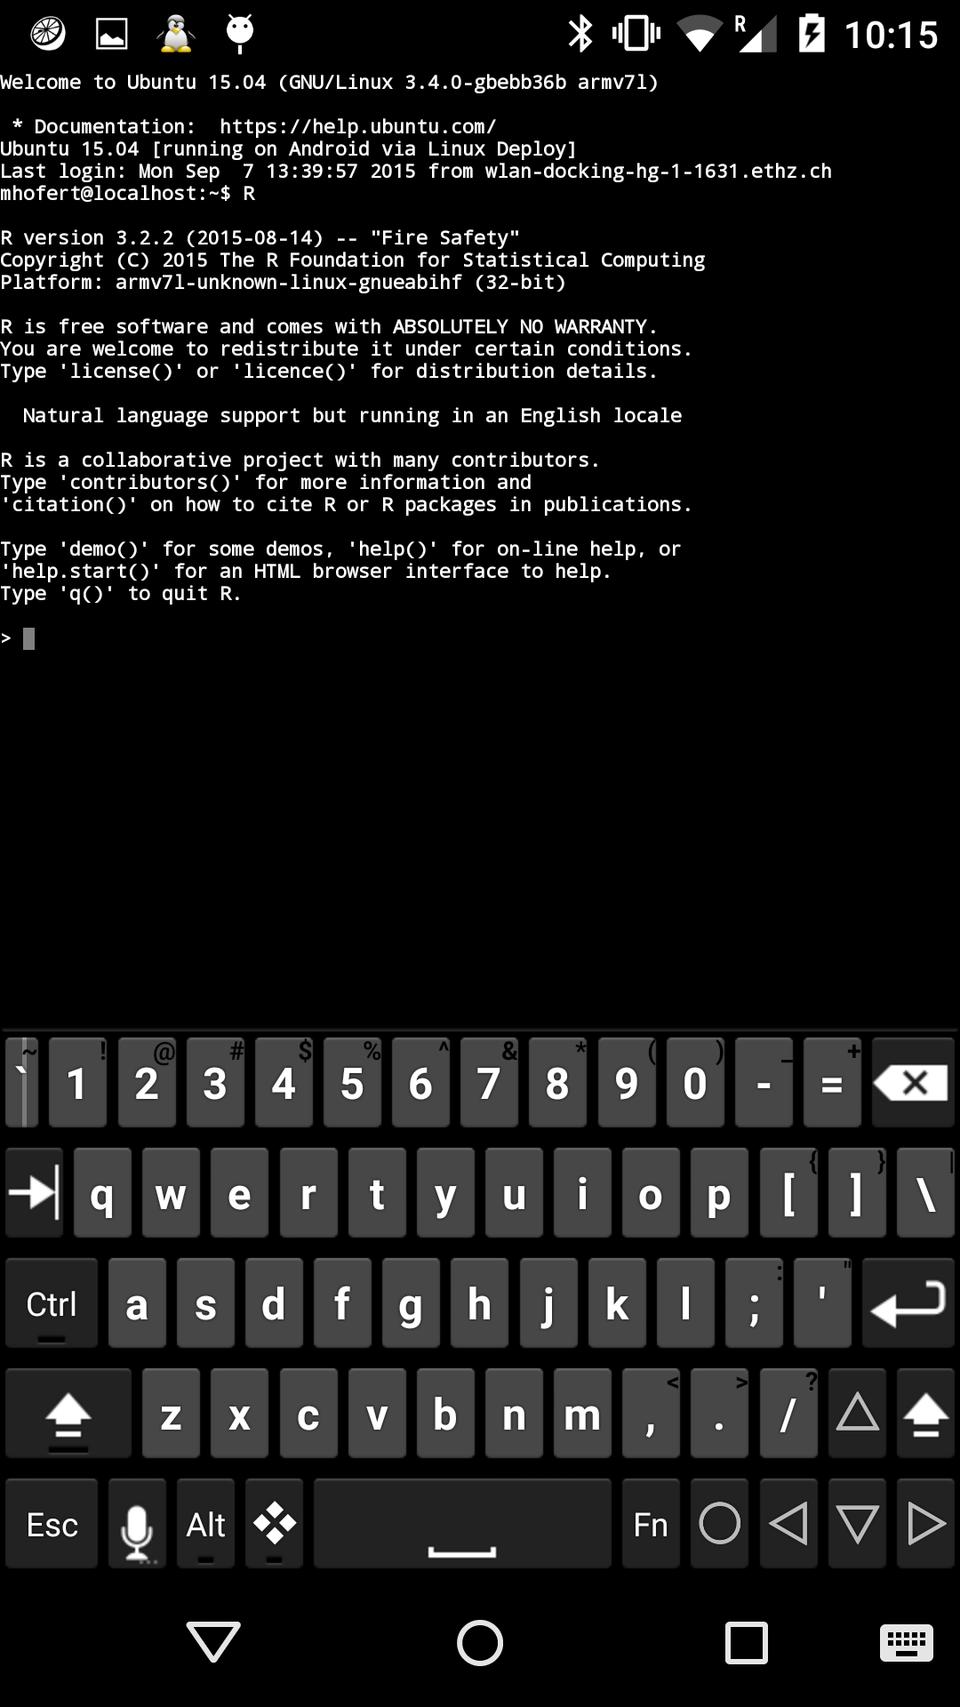 R 10:15
Welcome to Ubuntu 15.04 (GNU/Linux 3.4.0-gbebb36b armv7l)
* Documentation:  https://help.ubuntu.com/
Ubuntu 15.04 [running on Android via Linux Deploy]
Last login: Mon Sep  7 13:39:57 2015 from wlan-docking-hg-1-1631.ethz.ch
mhofert@localhost:~$ R
R version 3.2.2 (2015-08-14) -- "Fire Safety"
Copyright (C) 2015 The R Foundation for Statistical Computing
Platform: armv7l-unknown-linux-gnueabihf (32-bit)
R is free software and comes with ABSOLUTELY NO WARRANTY.
You are welcome to redistribute it under certain conditions.
Type 'license()' or 'licence()' for distribution details.
Natural language support but running in an English locale
R is a collaborative project with many contributors.
Type 'contributors()' for more information and
'citation()' on how to cite R or R packages in publications.
Type 'demo()' for some demos, 'help()' for on-line help, or
'help.start()' for an HTML browser interface to help.
Type 'q()' to quit R.
>
~ ! @ # $ % ^ & * ( ) _ +
` 1 2 3 4 5 6 7 8 9 0 - =
{ } |
q w e r t y u i o p [ ] \
: "
Ctrl a s d f g h j k l ; '
< > ?
z x c v b n m , . /
Esc Alt Fn